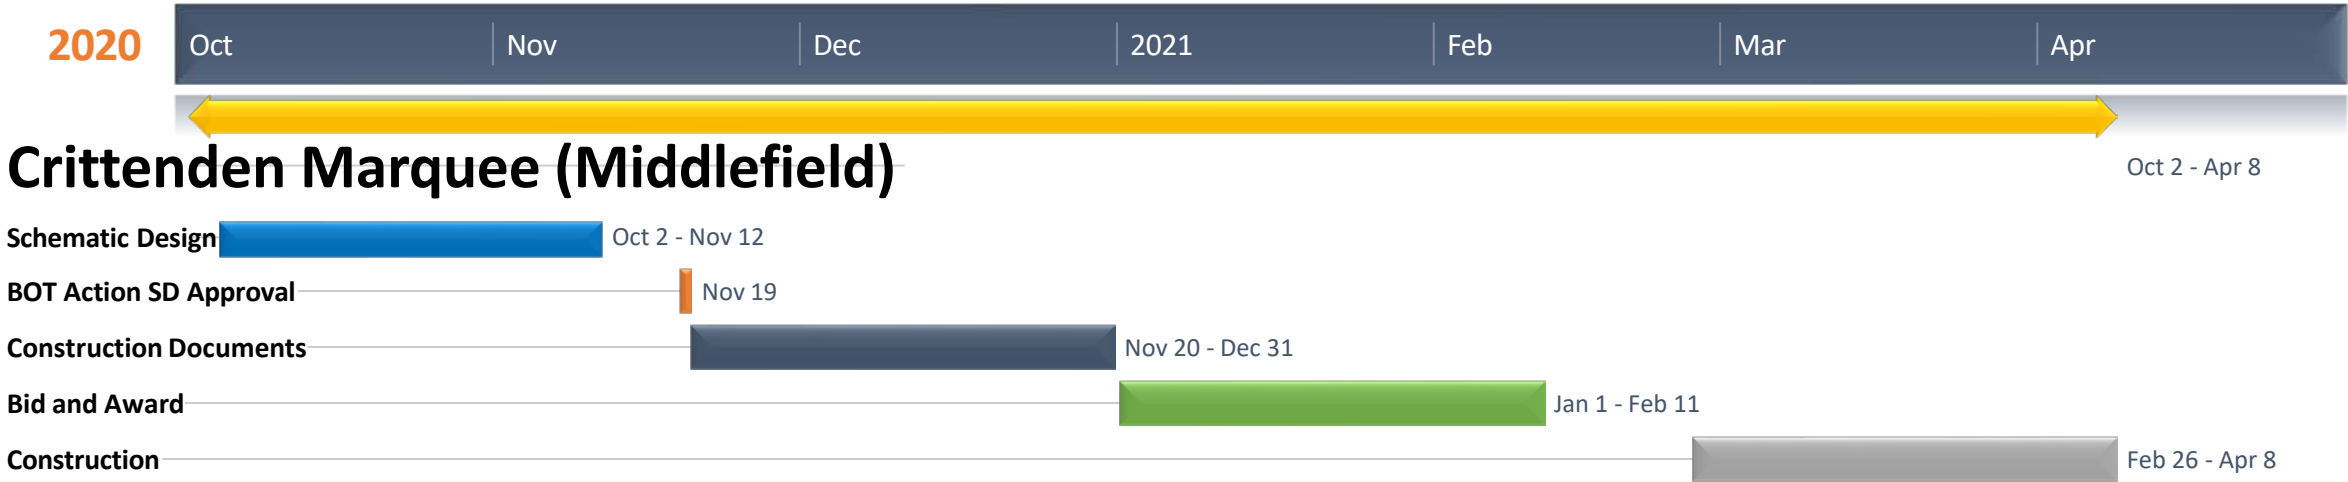 2020 Oct Nov Dec 2021 Feb Mar Apr
Crittenden Marquee (Middlefield) Oct 2 - Apr 8
Schematic Design Oct 2 - Nov 12
BOT Action SD Approval Nov 19
Construction Documents Nov 20 - Dec 31
Bid and Award Jan 1 - Feb 11
Construction Feb 26 - Apr 8